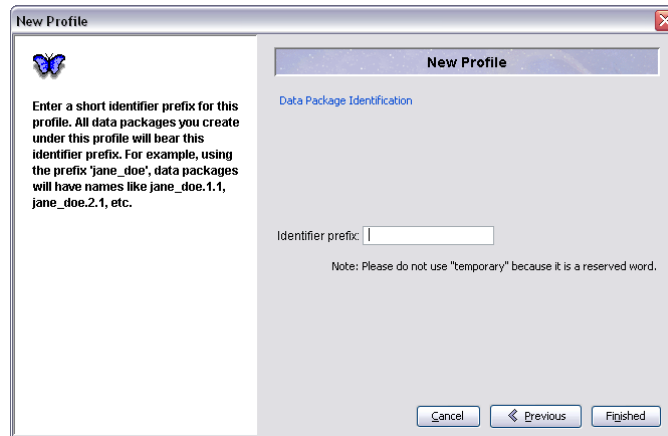 New Profile
Enter a short identifier prefix for this
profile. All data packages you create
under this profile will bear this
identifier prefix. For example, using
the prefix 'jane_doe', data packages
will have names like jane_doe.1.1,
jane_doe.2.1, etc.
New Profile
Data Package Identification
Identifier prefix:
Note: Please do not use "temporary" because it is a reserved word.
Cancel
Previous
Finished